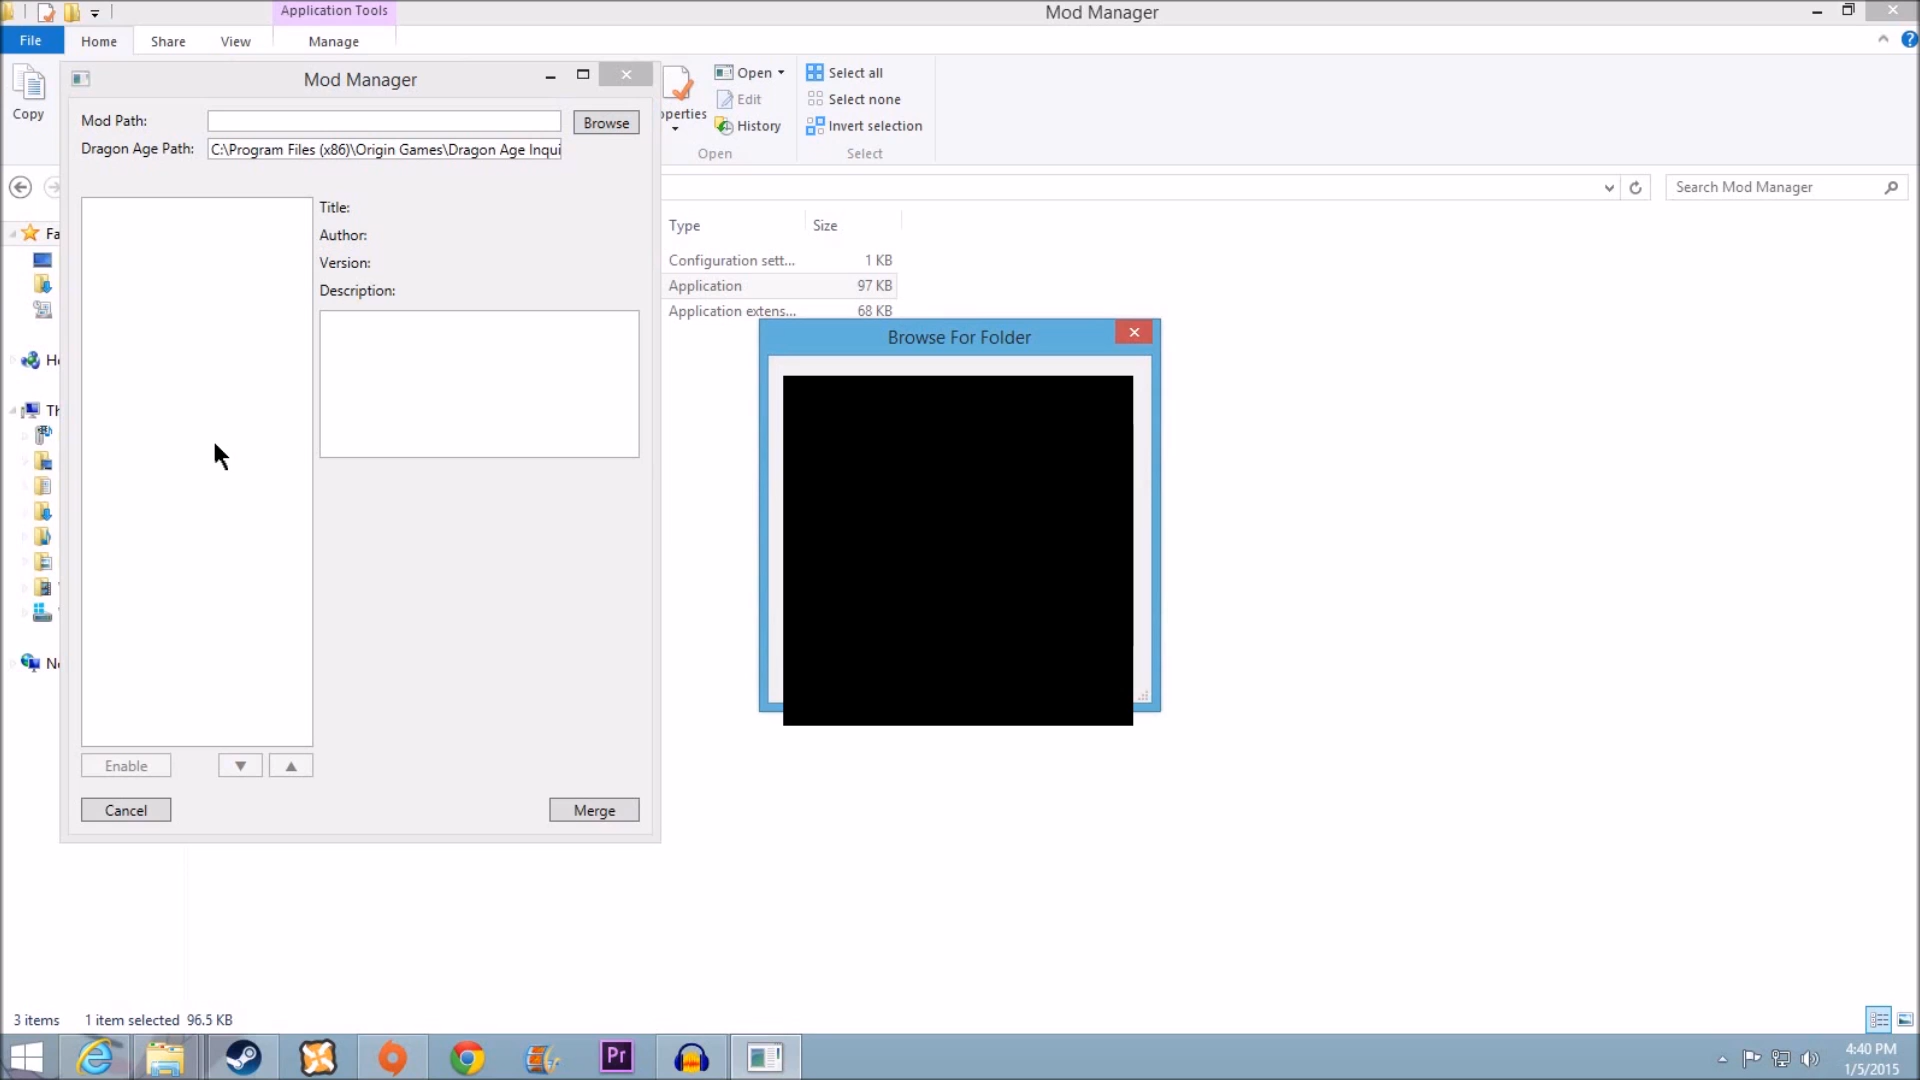 Application Tools
Mod Manager
File
Home
Share
View
Manage
Copy
Mod Manager
Open
Select all
Edit
Select none
History
Invert selection
Open
Select
Mod Path:
Browse
Dragon Age Path:
C:\Program Files (x86)\Origin Games\Dragon Age Inqui
Search Mod Manager
Title:
Author:
Version:
Description:
Type
Size
Configuration sett...
1 KB
Application
97 KB
Application extens...
68 KB
Browse For Folder
Enable
Cancel
Merge
3 items
1 item selected 96.5 KB
Pr
4:40 PM
1/5/2015